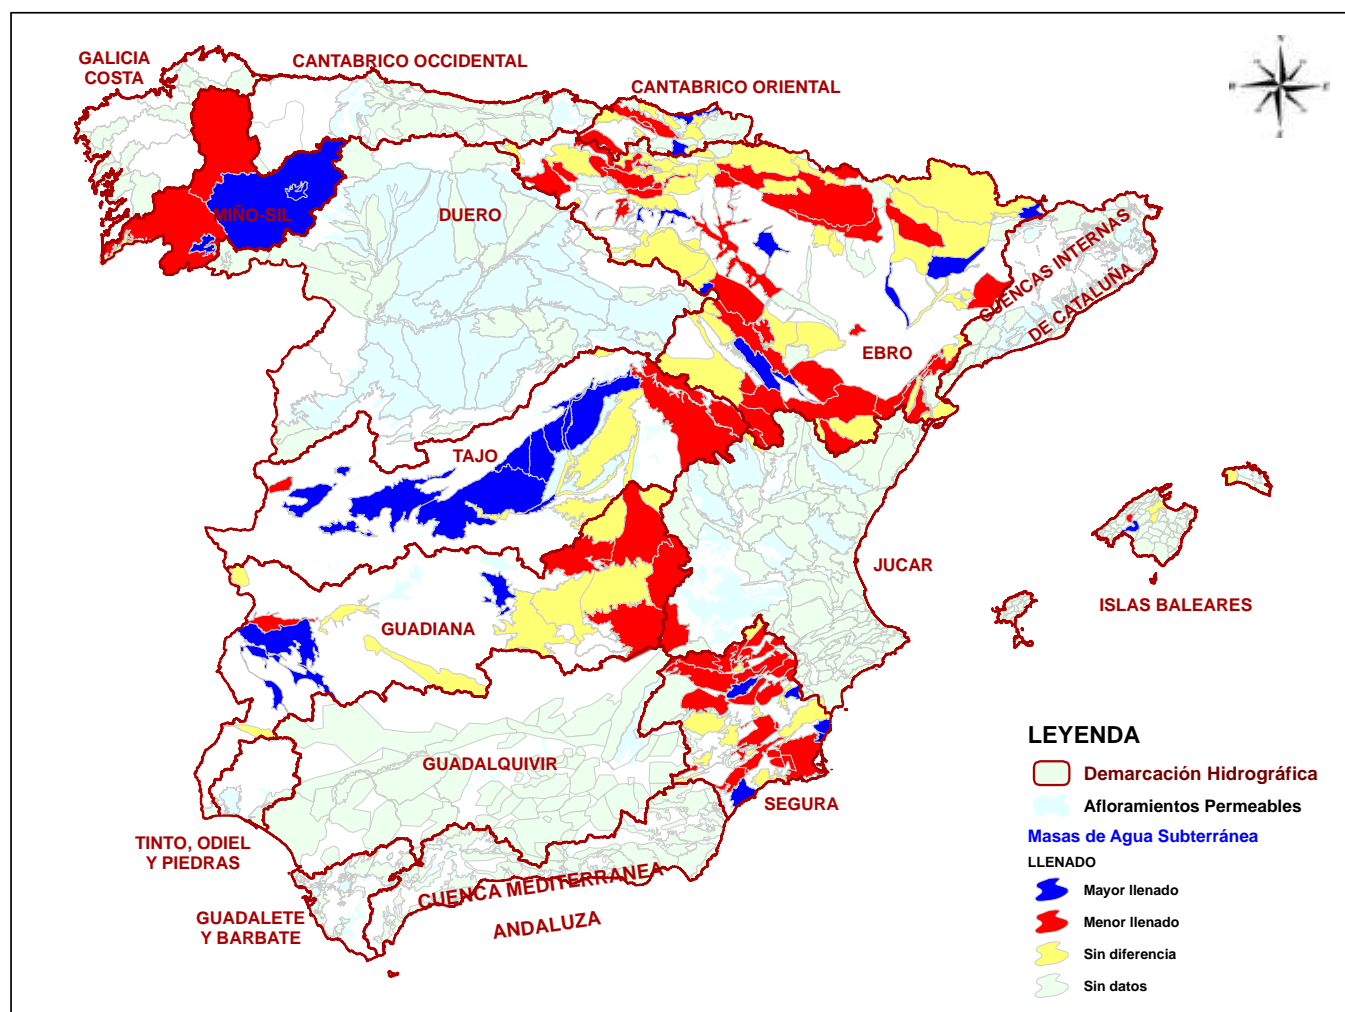 GALICIA
COSTA
CANTABRICO OCCIDENTAL
CANTABRICO ORIENTAL
MIÑO-SIL
DUERO
CUENCAS INTERNAS
DE CATALUÑA
EBRO
TAJO
JUCAR
ISLAS BALEARES
GUADIANA
GUADALQUIVIR
SEGURA
TINTO, ODIEL
Y PIEDRAS
GUADALETE
Y BARBATE
CUENCA MEDITERRANEA
ANDALUZA
LEYENDA
Demarcación Hidrográfica
Afloramientos Permeables
Masas de Agua Subterránea
LLENADO
Mayor llenado
Menor llenado
Sin diferencia
Sin datos